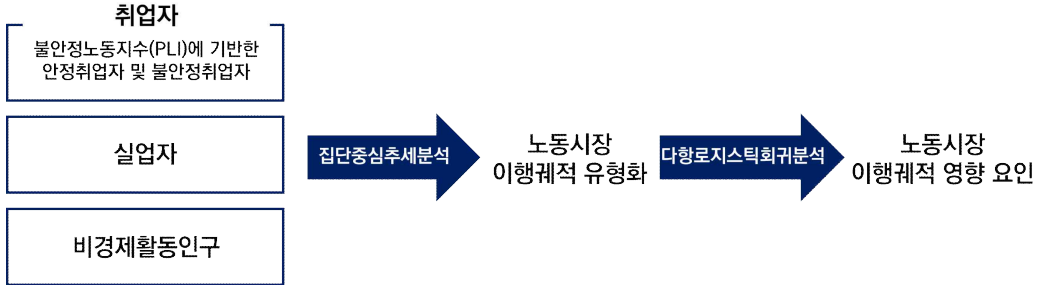 취업자
불안정노동지수(PLI)에 기반한
안정취업자 및 불안정취업자
실업자
비경제활동인구
집단중심추세분석
노동시장
이행궤적 유형화
다항로지스틱회귀분석
노동시장
이행궤적 영향 요인